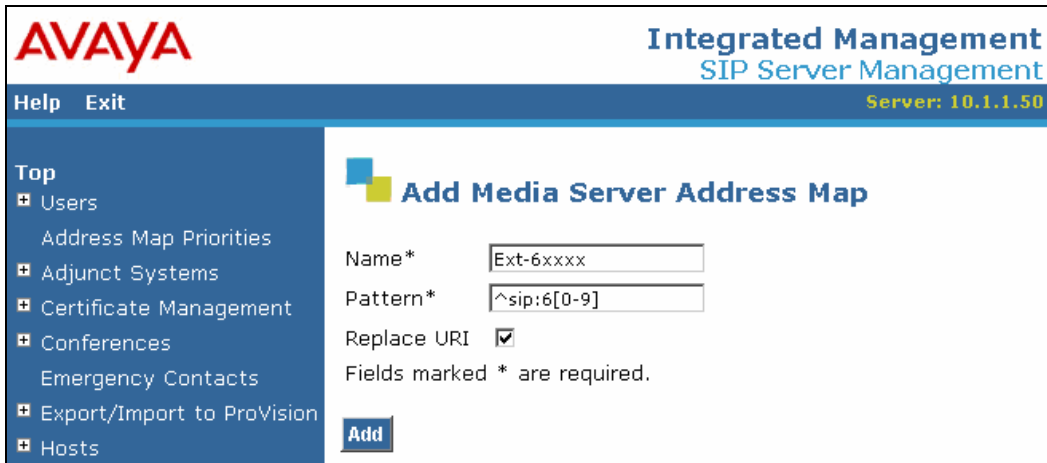 AVAYA
Integrated Management
SIP Server Management
Help Exit
Server: 10.1.1.50
Top
Users
Address Map Priorities
Adjunct Systems
Certificate Management
Conferences
Emergency Contacts
Export/Import to ProVision
Hosts
Add Media Server Address Map
Name* Ext-6xxxx
Pattern* ^sip:6[0-9]
Replace URI
Fields marked * are required.
Add